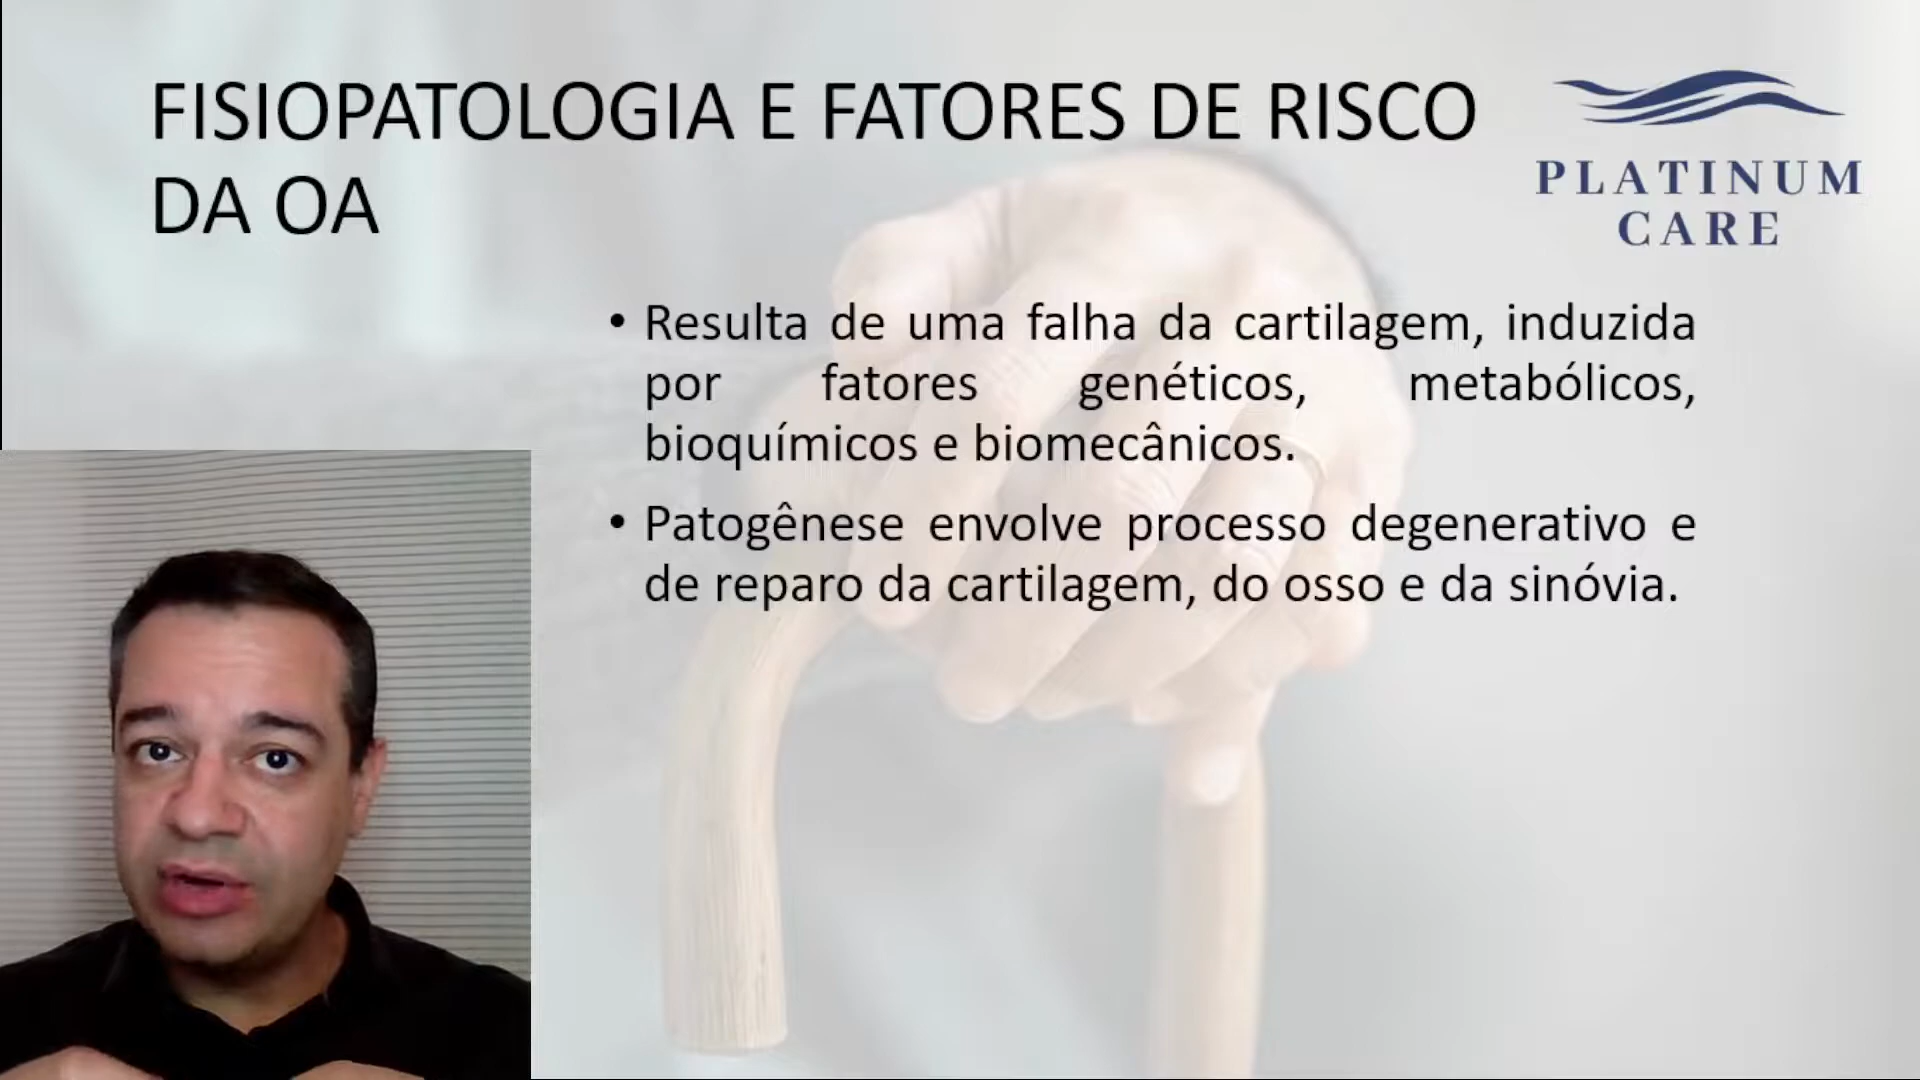 FISIOPATOLOGIA E FATORES DE RISCO
DA OA
PLATINUM
CARE
• Resulta de uma falha da cartilagem, induzida
por fatores genéticos, metabólicos,
bioquímicos e biomecânicos.
• Patogênese envolve processo degenerativo e
de reparo da cartilagem, do osso e da sinóvia.